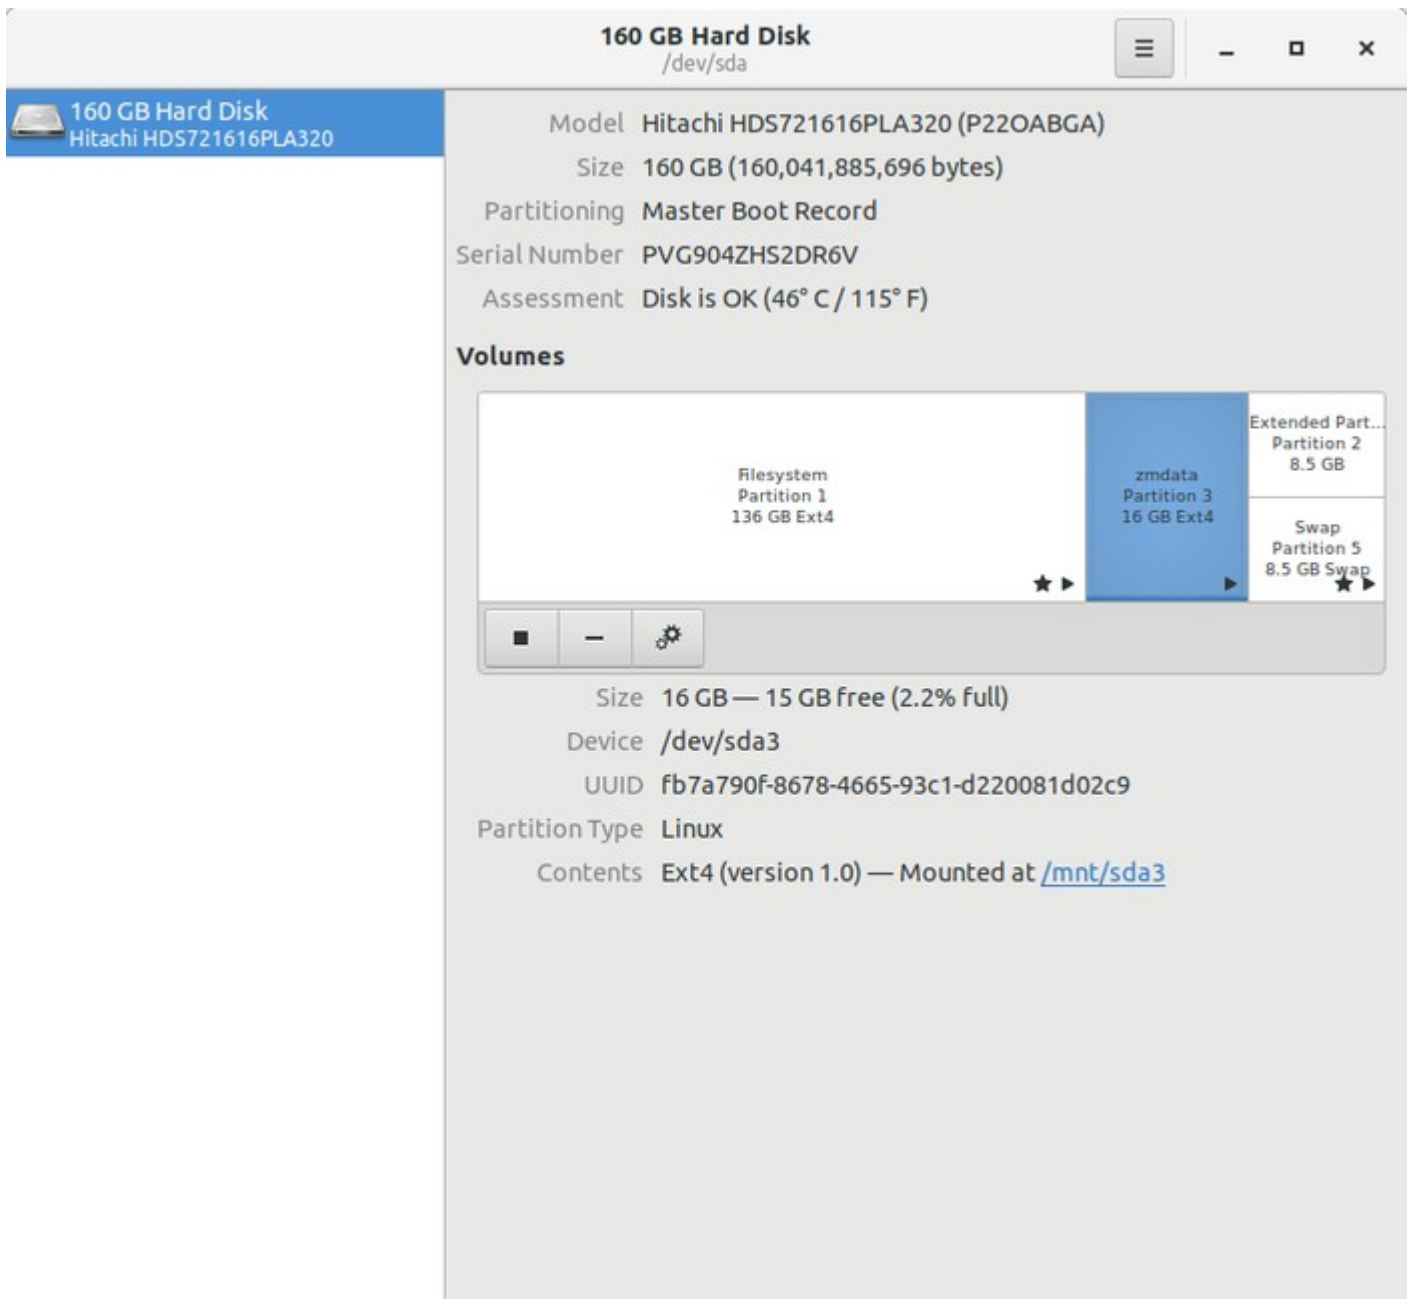 160 GB Hard Disk
/dev/sda
160 GB Hard Disk
Hitachi HDS721616PLA320
Model Hitachi HDS721616PLA320 (P22OABGA)
Size 160 GB (160,041,885,696 bytes)
Partitioning Master Boot Record
Serial Number PVG904ZHS2DR6V
Assessment Disk is OK (46° C / 115° F)
Volumes
Filesystem
Partition 1
136 GB Ext4
zmdata
Partition 3
16 GB Ext4
Extended Part...
Partition 2
8.5 GB
Swap
Partition 5
8.5 GB Swap
Size 16 GB — 15 GB free (2.2% full)
Device /dev/sda3
UUID fb7a790f-8678-4665-93c1-d220081d02c9
Partition Type Linux
Contents Ext4 (version 1.0) — Mounted at /mnt/sda3